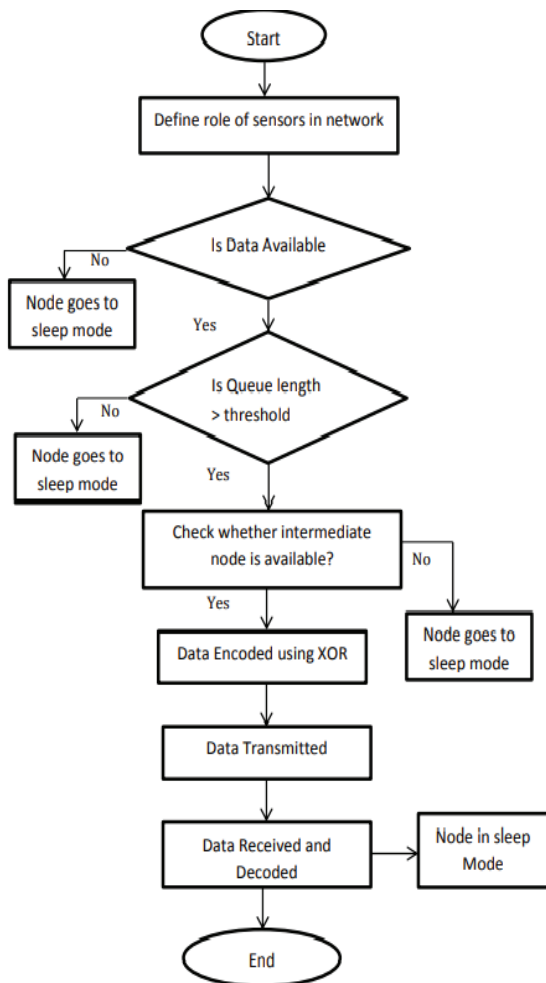 Start
Define role of sensors in network
Is Data Available
No
Node goes to
sleep mode
Yes
Is Queue length
> threshold
No
Node goes to
sleep mode
Yes
Check whether intermediate
node is available?
No
Yes
Node goes to
sleep mode
Data Encoded using XOR
Data Transmitted
Data Received and
Decoded
Node in sleep
Mode
End